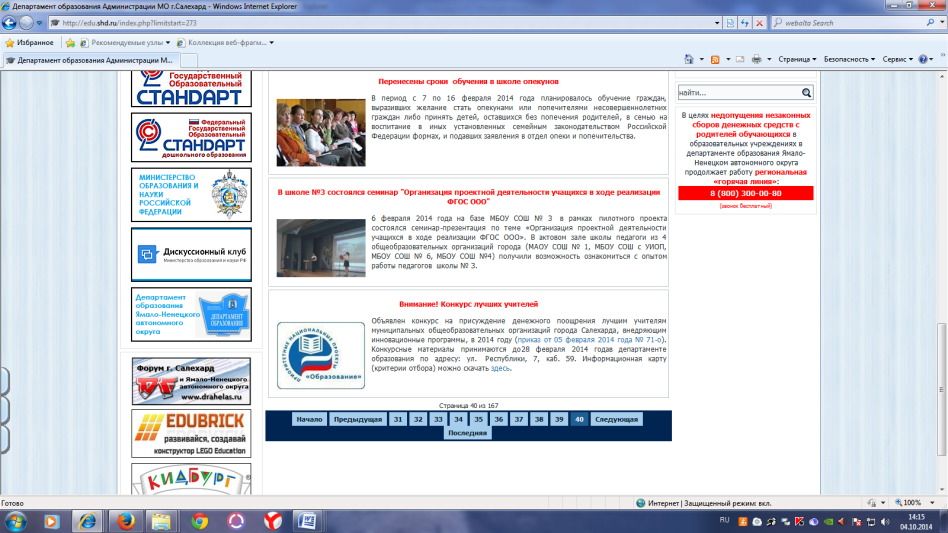 Департамент образования Администрации МО г.Салехард - Windows Internet Explorer
http://edu.shd.ru/index.php?limitstart=273
webalta Search
Избранное
Рекомендуемые узлы
Коллекция веб-фрагм...
Департамент образования Администрации М...
Страница
Безопасность
Сервис
Государственный
Образовательный
СТАНДАРТ
Федеральный
Государственный
Образовательный
СТАНДАРТ
дошкольного образования
МИНИСТЕРСТВО
ОБРАЗОВАНИЯ И
НАУКИ
РОССИЙСКОЙ
ФЕДЕРАЦИИ
Дискуссионный клуб
Министерства образования и науки РФ
Департамент
образования
Ямало-Ненецкого
автономного
округа
ДЕПАРТАМЕНТ
ОБРАЗОВАНИЯ
Форум г. Салехард
и Ямало-Ненецкого
автономного округа
www.drahelas.ru
EDUBRICK
развивайся, создавай
конструктор LEGO Education
КИДБУРГ
Перенесены сроки обучения в школе опекунов
В период с 7 по 16 февраля 2014 года планировалось обучение граждан,
выразивших желание стать опекунами или попечителями несовершеннолетних
граждан либо принять детей, оставшихся без попечения родителей, в семью на
воспитание в иных установленных семейным законодательством Российской
Федерации формах, и подавших заявления в отдел опеки и попечительства.
В школе №3 состоялся семинар "Организация проектной деятельности учащихся в ходе реализации
ФГОС ООО"
6 февраля 2014 года на базе МБОУ СОШ № 3 в рамках пилотного проекта
состоялся семинар-презентация по теме «Организация проектной деятельности
учащихся в ходе реализации ФГОС ООО». В актовом зале школы педагоги из 4
общеобразовательных организаций города (МАОУ СОШ № 1, МБОУ СОШ с УИОП,
МБОУ СОШ № 6, МБОУ СОШ №4) получили возможность ознакомиться с опытом
работы педагогов школы № 3.
Внимание! Конкурс лучших учителей
ПРИОРИТЕТНЫЕ НАЦИОНАЛЬНЫЕ ПРОЕКТЫ
«Образование»
Объявлен конкурс на присуждение денежного поощрения лучшим учителям
муниципальных общеобразовательных организаций города Салехарда, внедряющим
инновационные программы, в 2014 году (приказ от 05 февраля 2014 года № 71-о).
Конкурсные материалы принимаются до28 февраля 2014 годав департаменте
образования по адресу: ул. Республики, 7, каб. 59. Информационная карту
(критерии отбора) можно скачать здесь.
Страница 40 из 167
Начало Предыдущая 31 32 33 34 35 36 37 38 39 40 Следующая
Последняя
найти...
В целях недопущения незаконных
сборов денежных средств с
родителей обучающихся в
образовательных учреждениях в
департаменте образования Ямало-
Ненецком автономного округа
продолжает работу региональная
«горячая линия»:
8 (800) 300-00-80
(звонок бесплатный)
Готово
Интернет | Защищенный режим: вкл.
100%
RU
14:15
04.10.2014